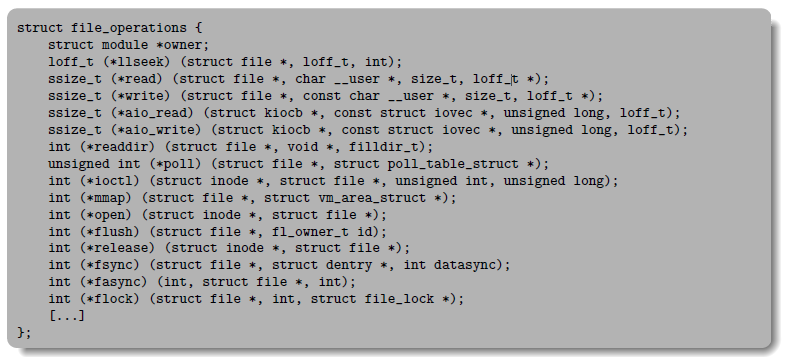 struct file_operations {
    struct module *owner;
    loff_t (*llseek) (struct file *, loff_t, int);
    ssize_t (*read) (struct file *, char __user *, size_t, loff_t *);
    ssize_t (*write) (struct file *, const char __user *, size_t, loff_t *);
    ssize_t (*aio_read) (struct kiocb *, const struct iovec *, unsigned long, loff_t);
    ssize_t (*aio_write) (struct kiocb *, const struct iovec *, unsigned long, loff_t);
    int (*readdir) (struct file *, void *, filldir_t);
    unsigned int (*poll) (struct file *, struct poll_table_struct *);
    int (*ioctl) (struct inode *, struct file *, unsigned int, unsigned long);
    int (*mmap) (struct file *, struct vm_area_struct *);
    int (*open) (struct inode *, struct file *);
    int (*flush) (struct file *, fl_owner_t id);
    int (*release) (struct inode *, struct file *);
    int (*fsync) (struct file *, struct dentry *, int datasync);
    int (*fasync) (int, struct file *, int);
    int (*flock) (struct file *, int, struct file_lock *);
    [...]
};